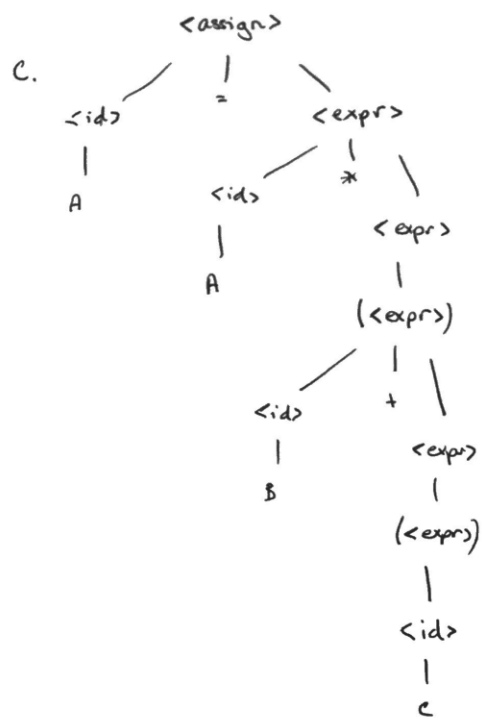 <assign>
C.
<id> = <expr>
A <id> * <expr>
A (<expr>)
<id> + <expr>
B (<expr>)
<id>
C